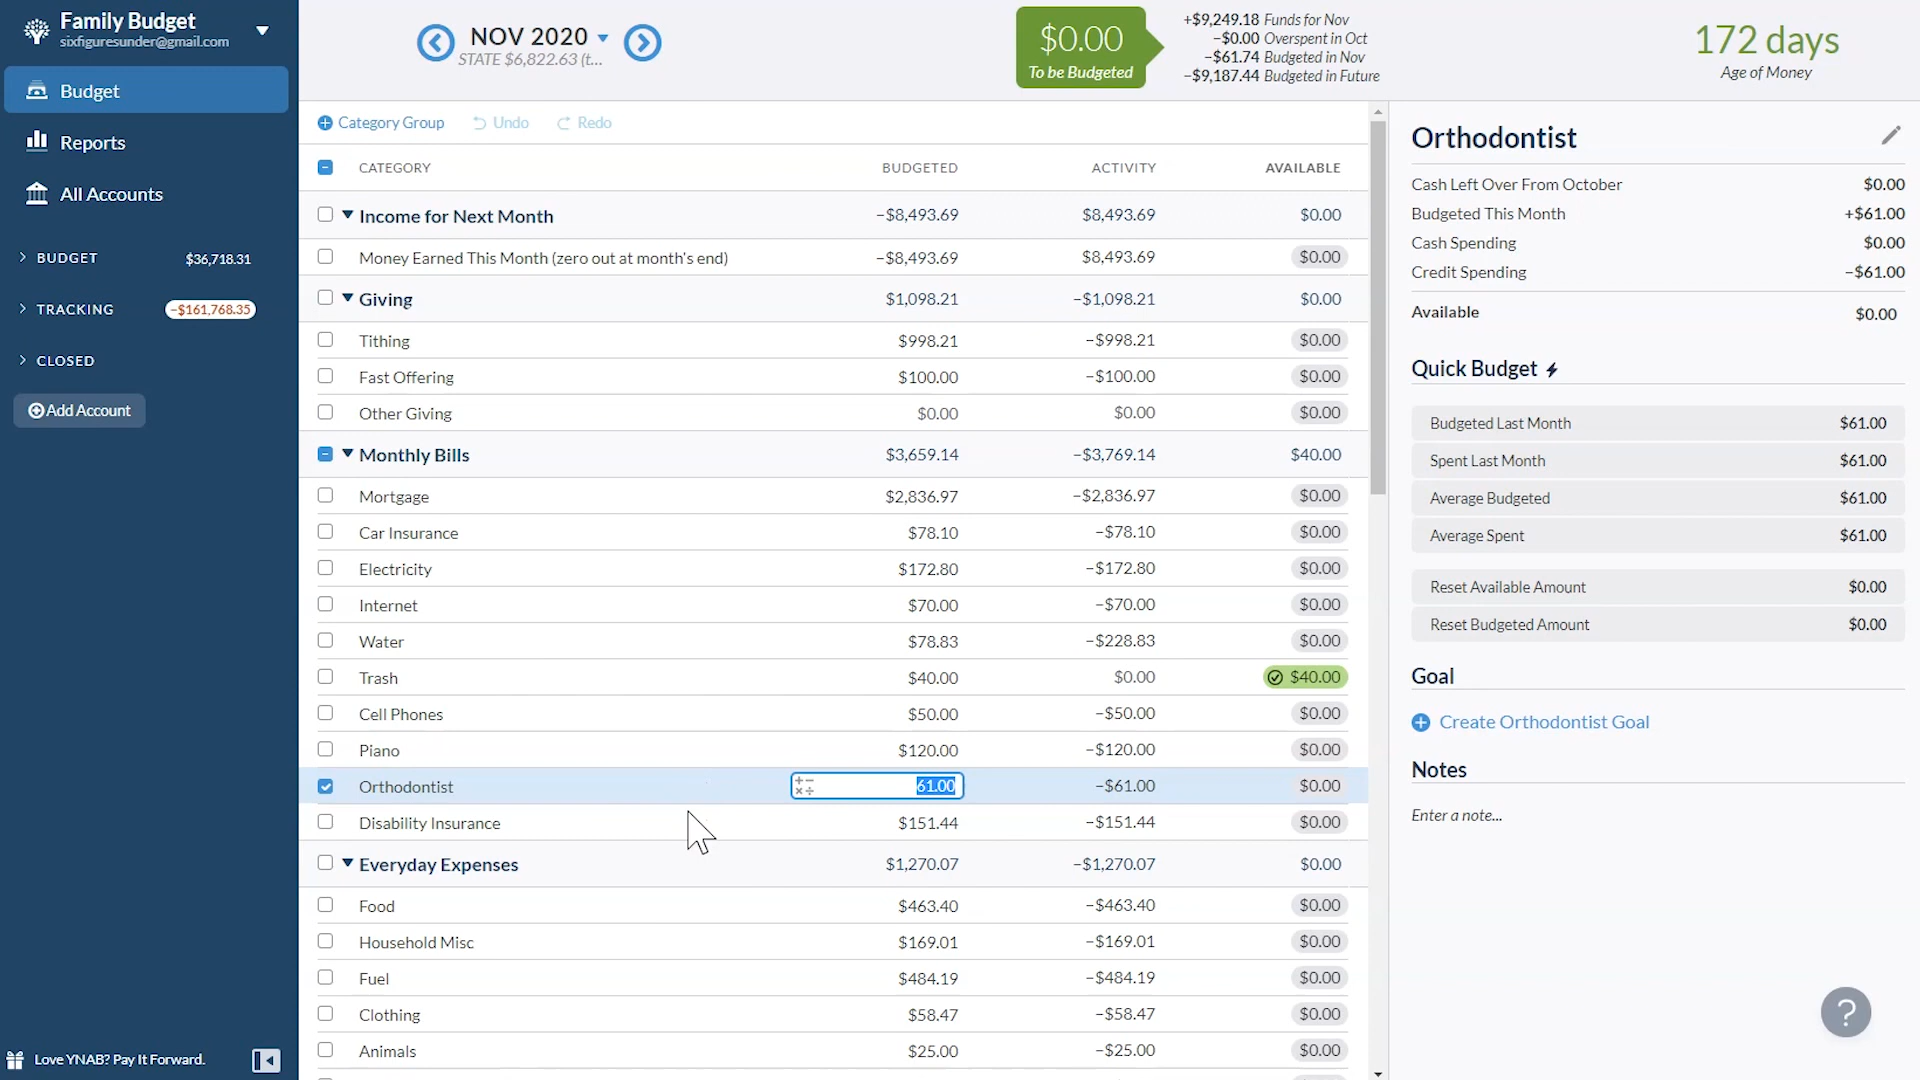 Family Budget
sixfiguresunder@gmail.com
Budget
Reports
All Accounts
BUDGET $36,718.31
TRACKING −$161,768.35
CLOSED
Add Account
Love YNAB? Pay It Forward.
NOV 2020
STATE $6,822.63 (t...
$0.00
To be Budgeted
+$9,249.18 Funds for Nov
−$0.00 Overspent in Oct
−$61.74 Budgeted in Nov
−$9,187.44 Budgeted in Future
172 days
Age of Money
Category Group Undo Redo
CATEGORY BUDGETED ACTIVITY AVAILABLE
Income for Next Month −$8,493.69 $8,493.69 $0.00
Money Earned This Month (zero out at month's end) −$8,493.69 $8,493.69 $0.00
Giving $1,098.21 −$1,098.21 $0.00
Tithing $998.21 −$998.21 $0.00
Fast Offering $100.00 −$100.00 $0.00
Other Giving $0.00 $0.00 $0.00
Monthly Bills $3,659.14 −$3,769.14 $40.00
Mortgage $2,836.97 −$2,836.97 $0.00
Car Insurance $78.10 −$78.10 $0.00
Electricity $172.80 −$172.80 $0.00
Internet $70.00 −$70.00 $0.00
Water $78.83 −$228.83 $0.00
Trash $40.00 $0.00 $40.00
Cell Phones $50.00 −$50.00 $0.00
Piano $120.00 −$120.00 $0.00
Orthodontist 61.00 −$61.00 $0.00
Disability Insurance $151.44 −$151.44 $0.00
Everyday Expenses $1,270.07 −$1,270.07 $0.00
Food $463.40 −$463.40 $0.00
Household Misc $169.01 −$169.01 $0.00
Fuel $484.19 −$484.19 $0.00
Clothing $58.47 −$58.47 $0.00
Animals $25.00 −$25.00 $0.00
Orthodontist
Cash Left Over From October $0.00
Budgeted This Month +$61.00
Cash Spending $0.00
Credit Spending −$61.00
Available $0.00
Quick Budget
Budgeted Last Month $61.00
Spent Last Month $61.00
Average Budgeted $61.00
Average Spent $61.00
Reset Available Amount $0.00
Reset Budgeted Amount $0.00
Goal
Create Orthodontist Goal
Notes
Enter a note...
?